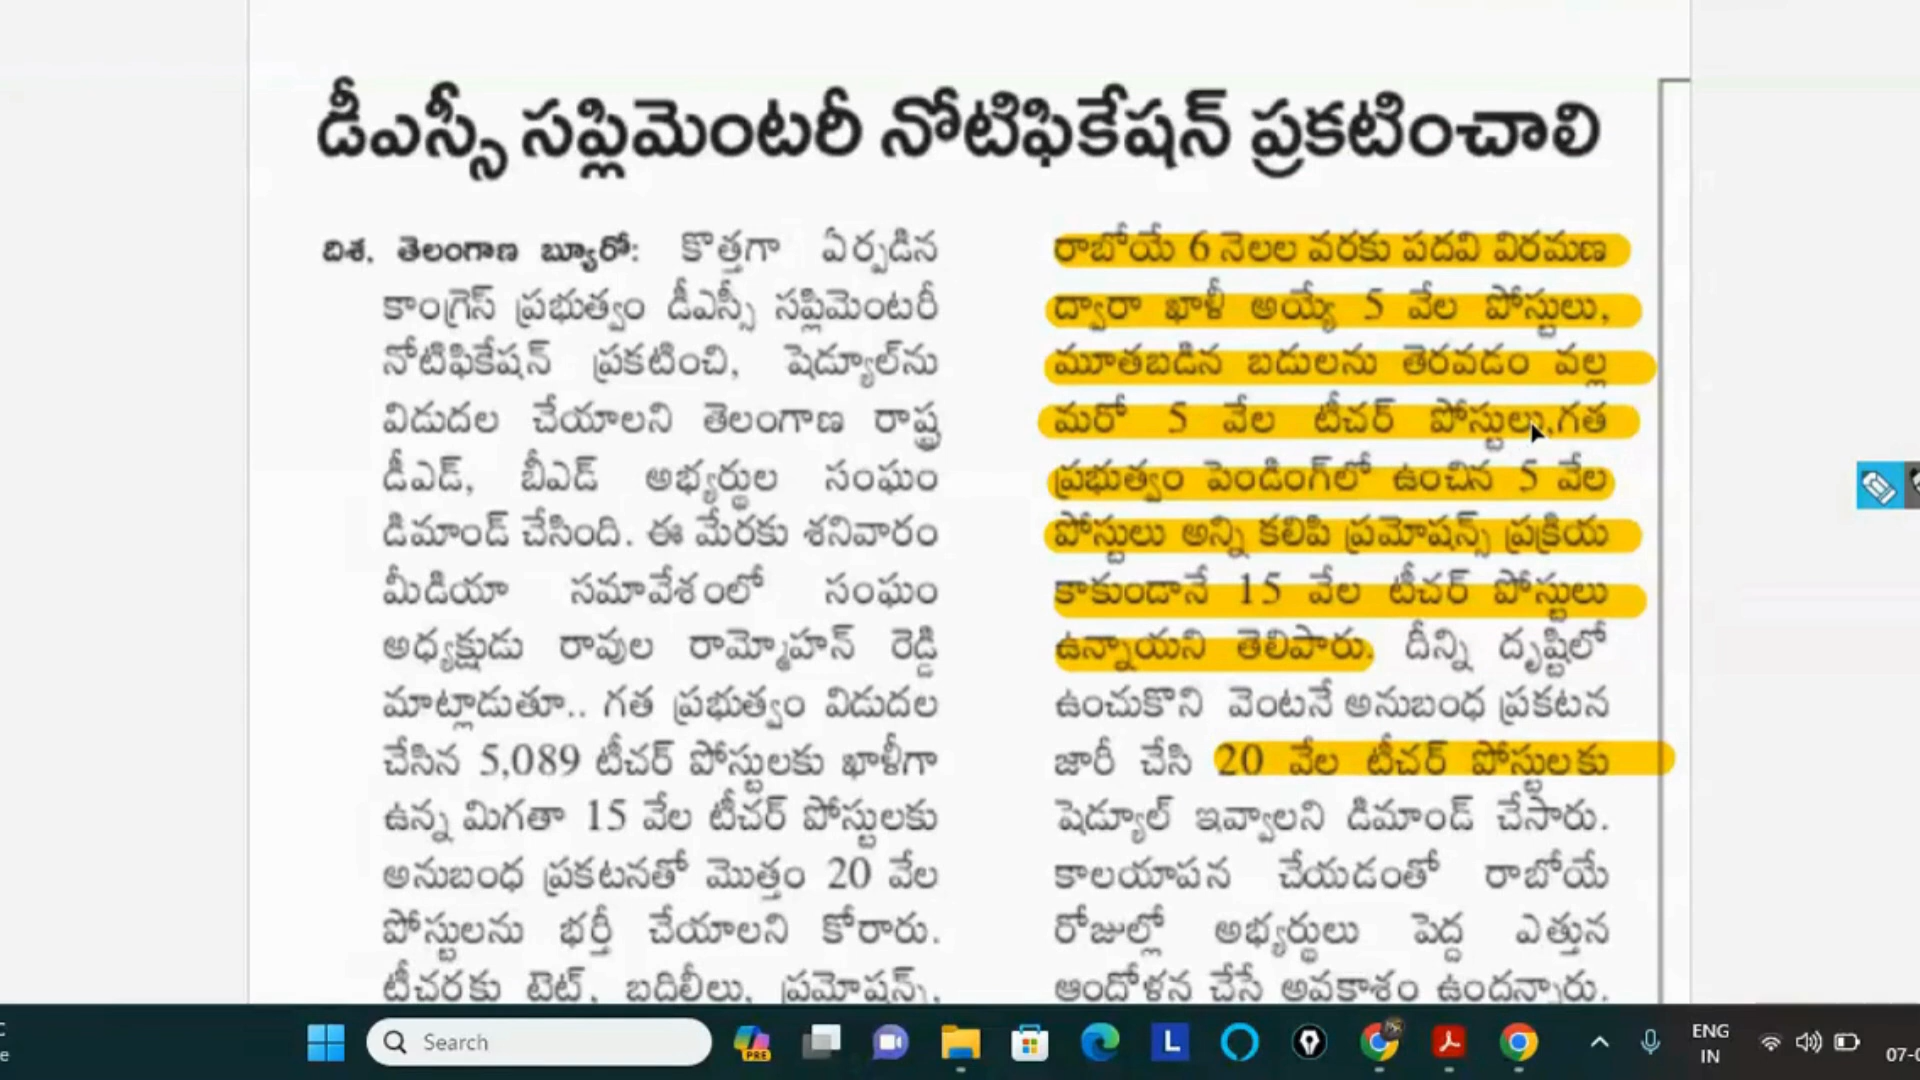 డీఎస్సీ సప్లిమెంటరీ నోటిఫికేషన్ ప్రకటించాలి
దిశ, తెలంగాణ బ్యూరో: కొత్తగా ఏర్పడిన
కాంగ్రెస్ ప్రభుత్వం డీఎస్సీ సప్లిమెంటరీ
నోటిఫికేషన్ ప్రకటించి, షెడ్యూల్‌ను
విడుదల చేయాలని తెలంగాణ రాష్ట్ర
డీఎడ్, బీఎడ్ అభ్యర్థుల సంఘం
డిమాండ్ చేసింది. ఈ మేరకు శనివారం
మీడియా సమావేశంలో సంఘం
అధ్యక్షుడు రావుల రామ్మోహన్ రెడ్డి
మాట్లాడుతూ.. గత ప్రభుత్వం విడుదల
చేసిన 5,089 టీచర్ పోస్టులకు ఖాళీగా
ఉన్న మిగతా 15 వేల టీచర్ పోస్టులకు
అనుబంధ ప్రకటనతో మొత్తం 20 వేల
పోస్టులను భర్తీ చేయాలని కోరారు.
టీచర్లకు టెట్, బదిలీలు, ప్రమోషన్స్,
రాబోయే 6 నెలల వరకు పదవి విరమణ
ద్వారా ఖాళీ అయ్యే 5 వేల పోస్టులు,
మూతబడిన బడులను తెరవడం వల్ల
మరో 5 వేల టీచర్ పోస్టులు,గత
ప్రభుత్వం పెండింగ్‌లో ఉంచిన 5 వేల
పోస్టులు అన్ని కలిపి ప్రమోషన్స్ ప్రక్రియ
కాకుండానే 15 వేల టీచర్ పోస్టులు
ఉన్నాయని తెలిపారు. దీన్ని దృష్టిలో
ఉంచుకొని వెంటనే అనుబంధ ప్రకటన
జారీ చేసి 20 వేల టీచర్ పోస్టులకు
షెడ్యూల్ ఇవ్వాలని డిమాండ్ చేసారు.
కాలయాపన చేయడంతో రాబోయే
రోజుల్లో అభ్యర్థులు పెద్ద ఎత్తున
ఆందోళన చేసే అవకాశం ఉందన్నారు.
Search
PRE
L
ENG
IN